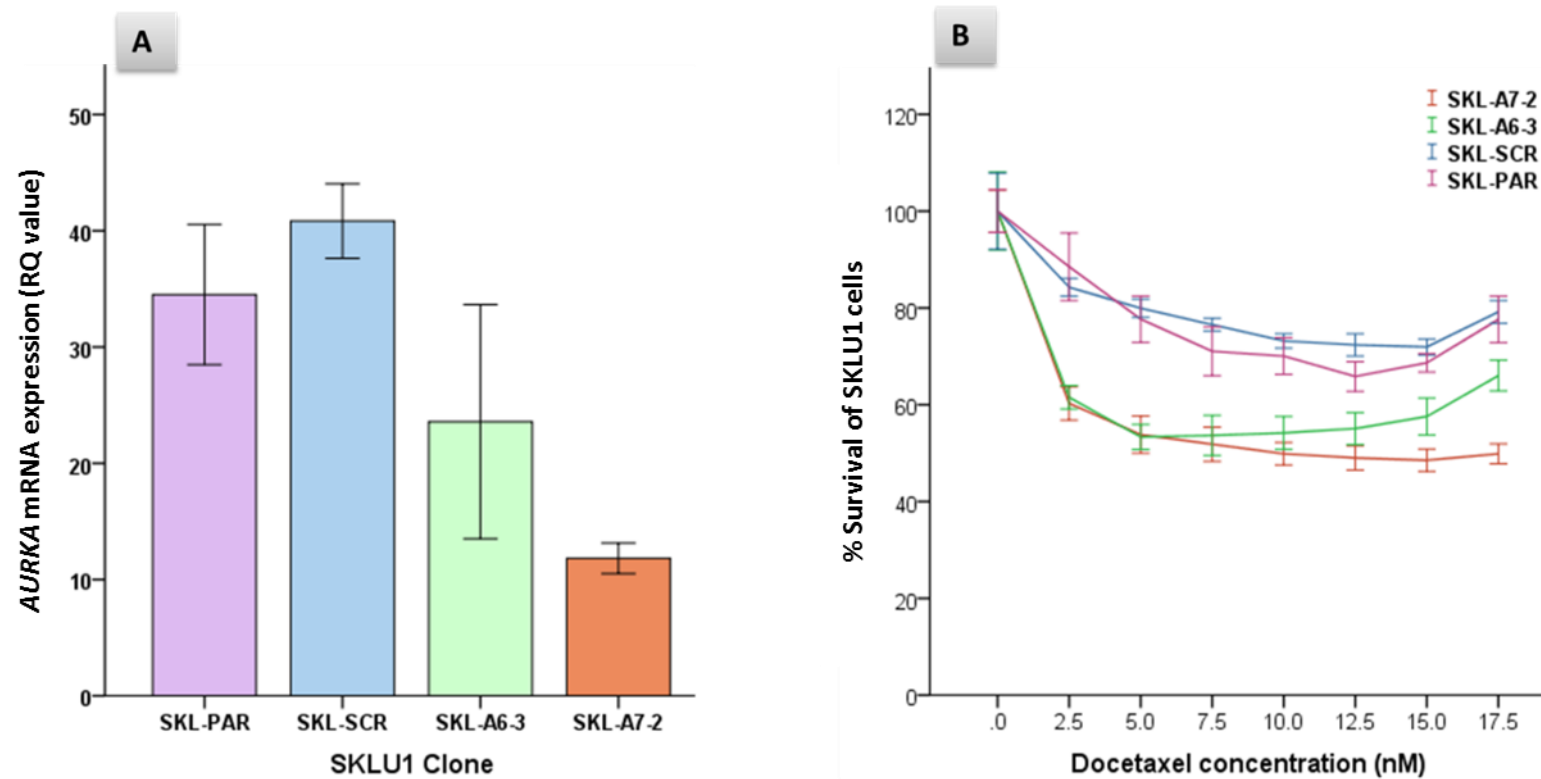 A
AURKA mRNA expression (RQ value)
50
40
30
20
10
0
SKL-PAR SKL-SCR SKL-A6-3 SKL-A7-2
SKLU1 Clone
B
SKL-A7-2
SKL-A6-3
SKL-SCR
SKL-PAR
% Survival of SKLU1 cells
120
100
80
60
40
20
0
.0 2.5 5.0 7.5 10.0 12.5 15.0 17.5
Docetaxel concentration (nM)